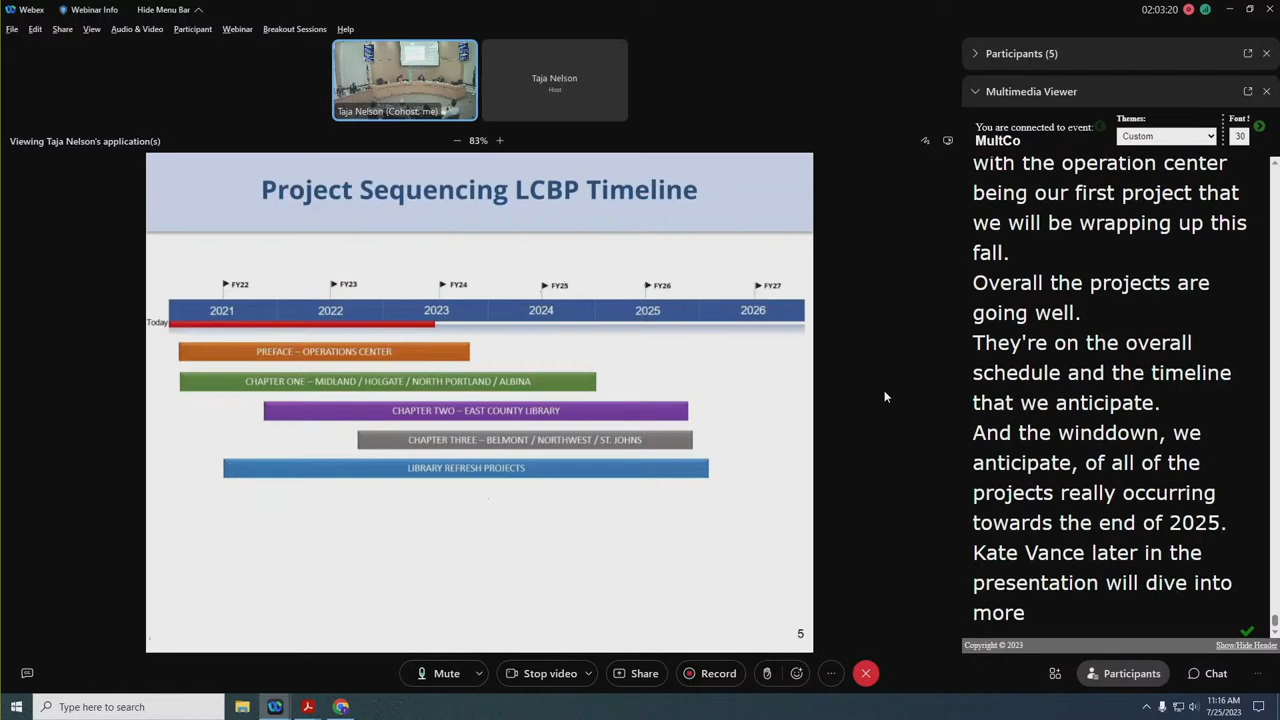 Webex
Webinar Info
Hide Menu Bar
02:03:20
File Edit Share View Audio & Video Participant Webinar Breakout Sessions Help
Taja Nelson (Cohost, me)
Taja Nelson
Host
Viewing Taja Nelson's application(s)
83%
Project Sequencing LCBP Timeline
FY22 FY23 FY24 FY25 FY26 FY27
2021 2022 2023 2024 2025 2026
Today
PREFACE – OPERATIONS CENTER
CHAPTER ONE – MIDLAND / HOLGATE / NORTH PORTLAND / ALBINA
CHAPTER TWO – EAST COUNTY LIBRARY
CHAPTER THREE – BELMONT / NORTHWEST / ST. JOHNS
LIBRARY REFRESH PROJECTS
5
Participants (5)
Multimedia Viewer
You are connected to event:
MultCo
Themes:
Custom
Font
30
with the operation center
being our first project that
we will be wrapping up this
fall.
Overall the projects are
going well.
They're on the overall
schedule and the timeline
that we anticipate.
And the winddown, we
anticipate, of all of the
projects really occurring
towards the end of 2025.
Kate Vance later in the
presentation will dive into
more
Copyright © 2023
Show/Hide Header
Mute
Stop video
Share
Record
Participants
Chat
Type here to search
11:16 AM
7/25/2023